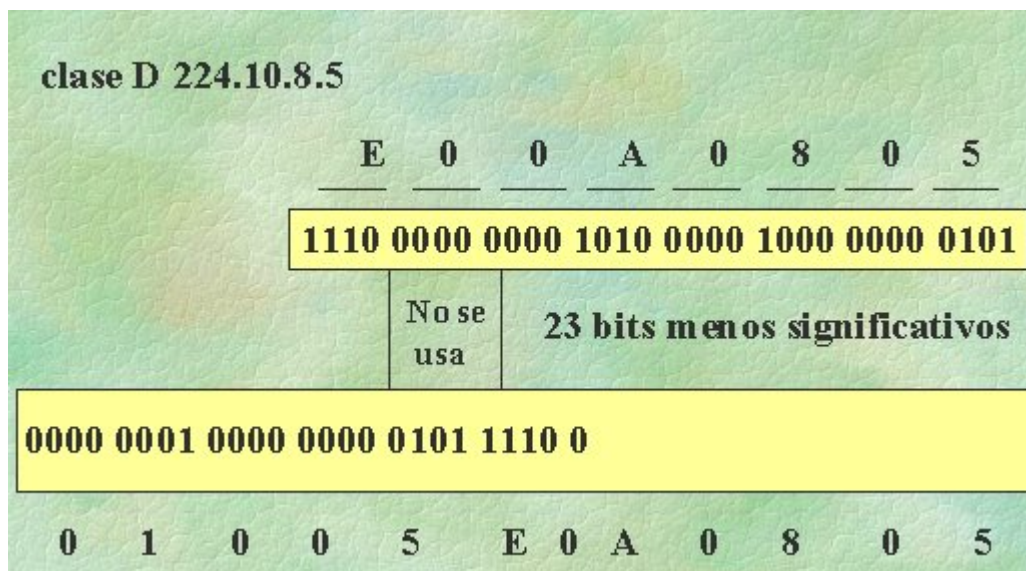 clase D 224.10.8.5
E 0 0 A 0 8 0 5
1110 0000 0000 1010 0000 1000 0000 0101
No se
usa
23 bits menos significativos
0000 0001 0000 0000 0101 1110 0
0 1 0 0 5 E 0 A 0 8 0 5